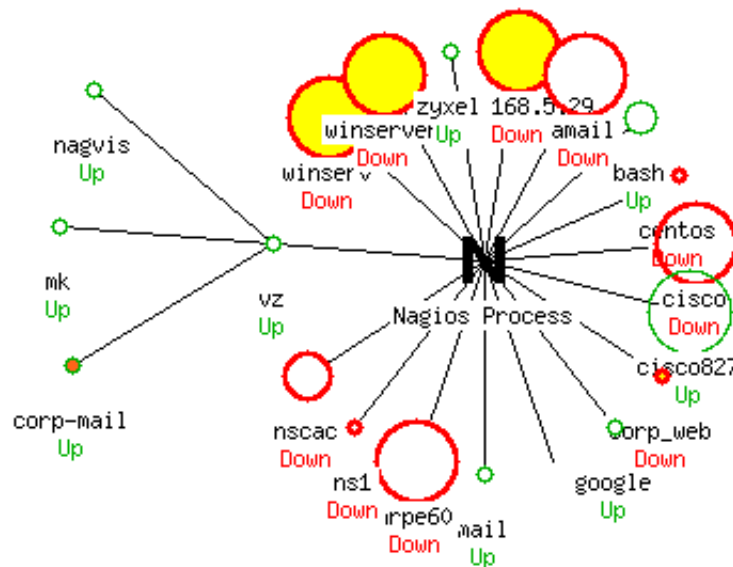 zyxel
Up
168.5.29
Down
winserver
Down
amail
Down
nagvis
Up
Down
bash
Up
centos
Down
N
mk
Up
vz
Up
Nagios Process
cisco
Down
cisco827
Up
corp-mail
Up
nscac
Down
corp_web
Down
ns1
Down
google
Up
Down
mail
Up